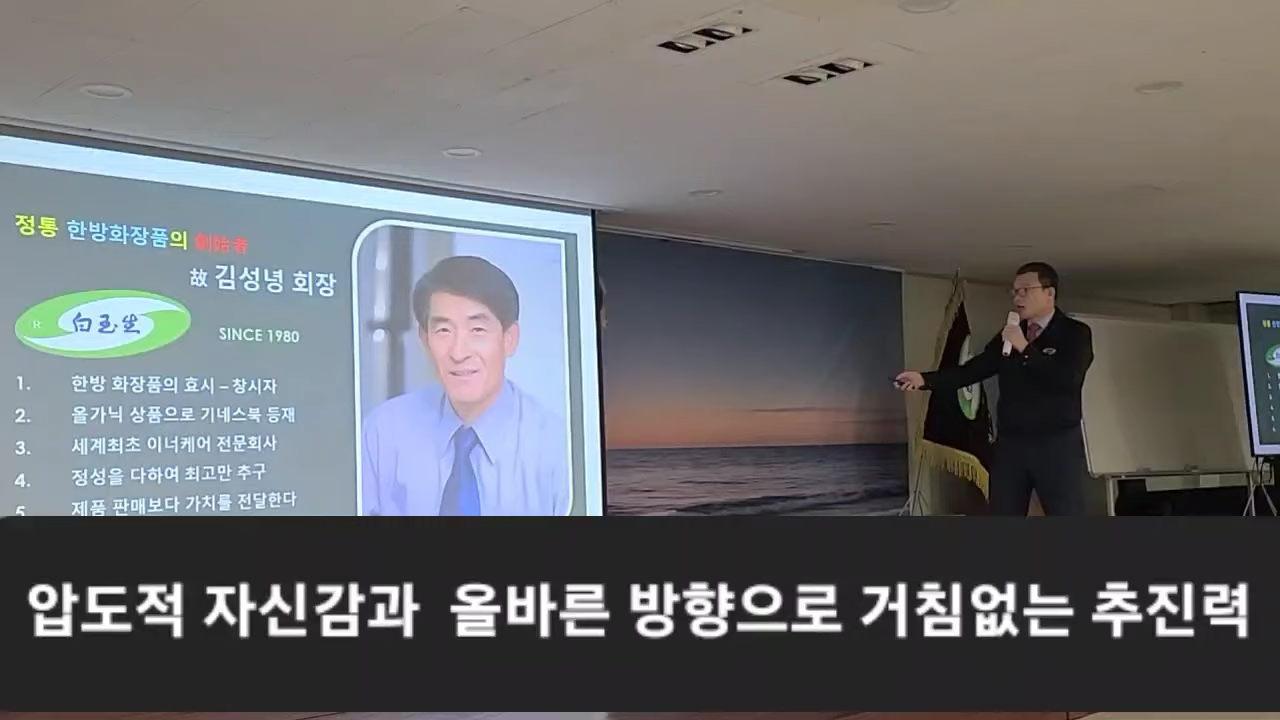 정통 한방화장품의 創始者
故 김성녕 회장
R 白玉生
SINCE 1980
1. 한방 화장품의 효시 – 창시자
2. 올가닉 상품으로 기네스북 등재
3. 세계최초 이너케어 전문회사
4. 정성을 다하여 최고만 추구
5. 제품 판매보다 가치를 전달한다
압도적 자신감과 올바른 방향으로 거침없는 추진력